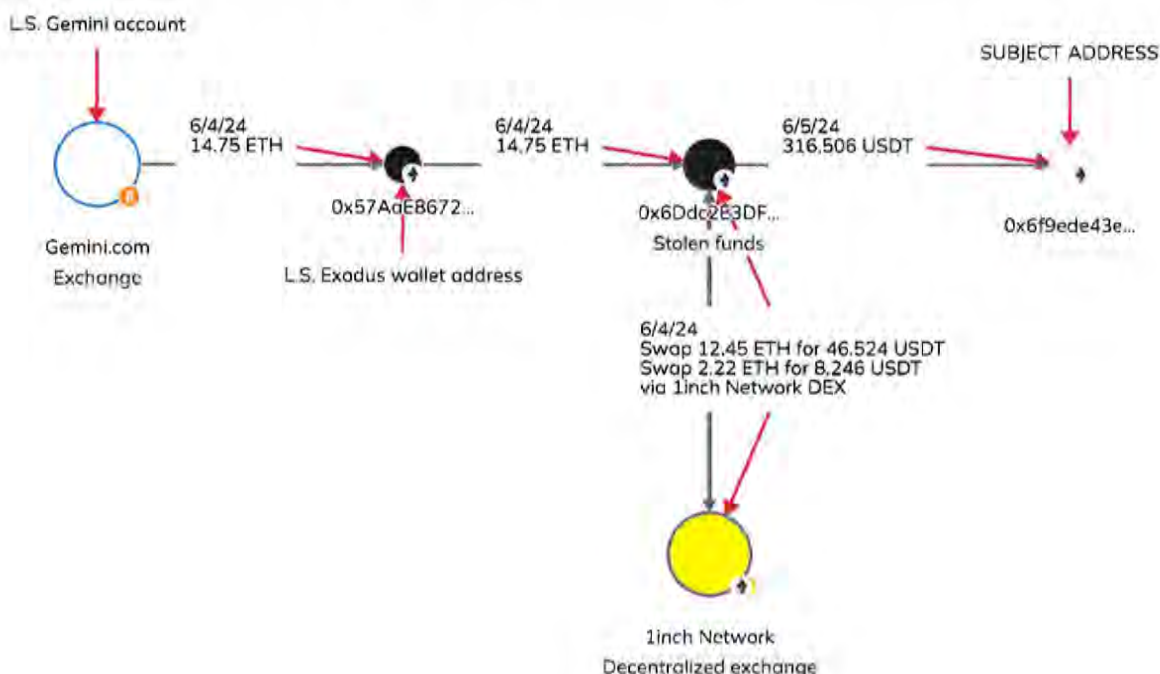 L.S. Gemini account
SUBJECT ADDRESS
6/4/24
14.75 ETH
6/4/24
14.75 ETH
6/5/24
316,506 USDT
0x57AaE8672...
0x6Ddc2E3DF...
0x6f9ede43e...
Gemini.com
Exchange
L.S. Exodus wallet address
Stolen funds
6/4/24
Swap 12.45 ETH for 46,524 USDT
Swap 2.22 ETH for 8,246 USDT
via 1inch Network DEX
1inch Network
Decentralized exchange